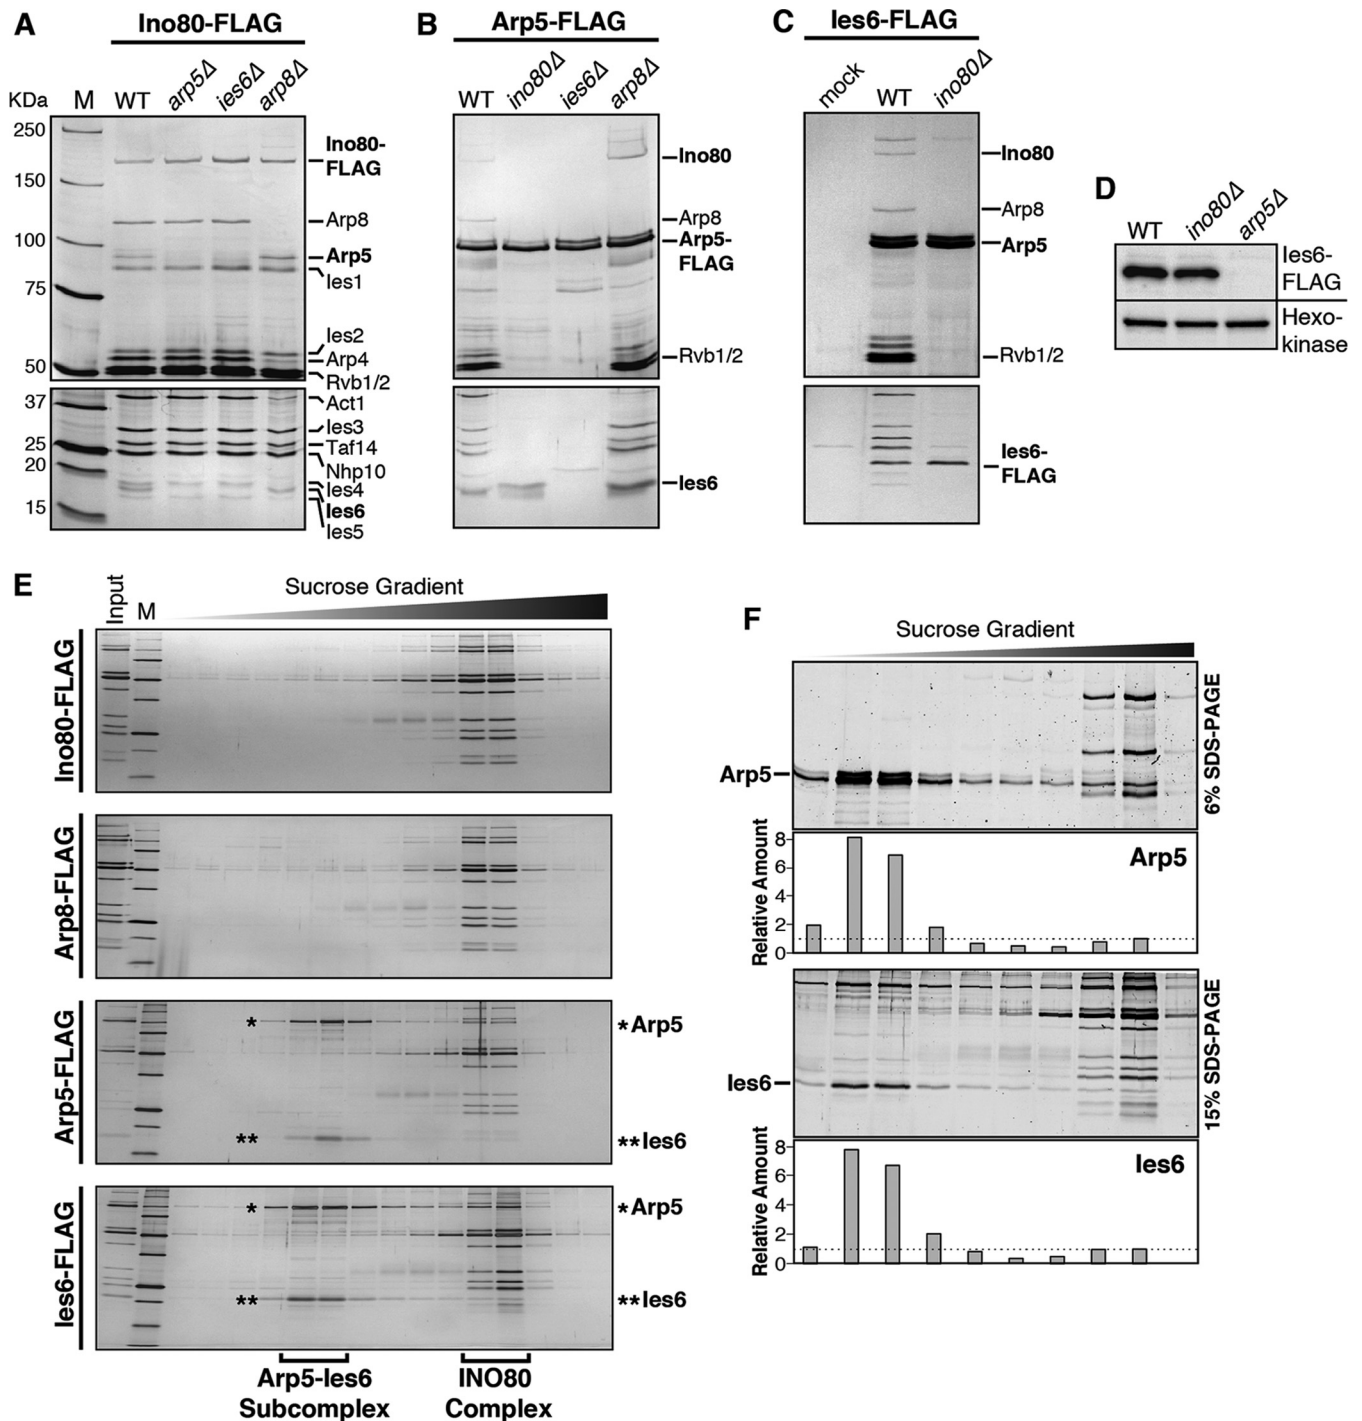 A
Ino80-FLAG
KDa
M
WT
arp5Δ
ies6Δ
arp8Δ
250
150
100
75
50
37
25
20
15
Ino80-
FLAG
Arp8
Arp5
Ies1
Ies2
Arp4
Rvb1/2
Act1
Ies3
Taf14
Nhp10
Ies4
Ies6
Ies5
B
Arp5-FLAG
WT
ino80Δ
ies6Δ
arp8Δ
Ino80
Arp8
Arp5-
FLAG
Rvb1/2
Ies6
C
Ies6-FLAG
mock
WT
ino80Δ
Ino80
Arp8
Arp5
Rvb1/2
Ies6-
FLAG
D
WT
ino80Δ
arp5Δ
Ies6-
FLAG
Hexo-
kinase
E
Input
M
Sucrose Gradient
Ino80-FLAG
Arp8-FLAG
Arp5-FLAG
*
*Arp5
**
**Ies6
Ies6-FLAG
*
*Arp5
**
**Ies6
Arp5-Ies6
Subcomplex
INO80
Complex
F
Sucrose Gradient
Arp5
6% SDS-PAGE
Relative Amount
8
6
4
2
0
Arp5
Ies6
15% SDS-PAGE
Relative Amount
8
6
4
2
0
Ies6